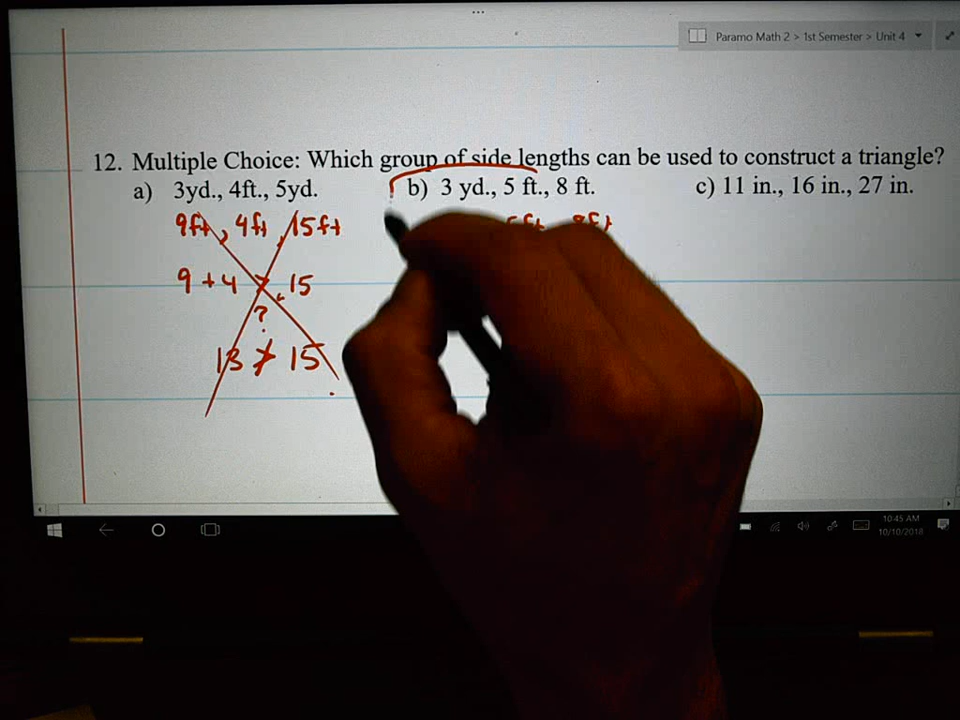 ...
Paramo Math 2 > 1st Semester > Unit 4
12. Multiple Choice: Which group of side lengths can be used to construct a triangle?
a) 3yd., 4ft., 5yd. b) 3 yd., 5 ft., 8 ft. c) 11 in., 16 in., 27 in.
9ft, 4ft, 15ft 5ft 8ft
9 + 4 > 15
?
13 ≯ 15
10:45 AM
10/10/2018